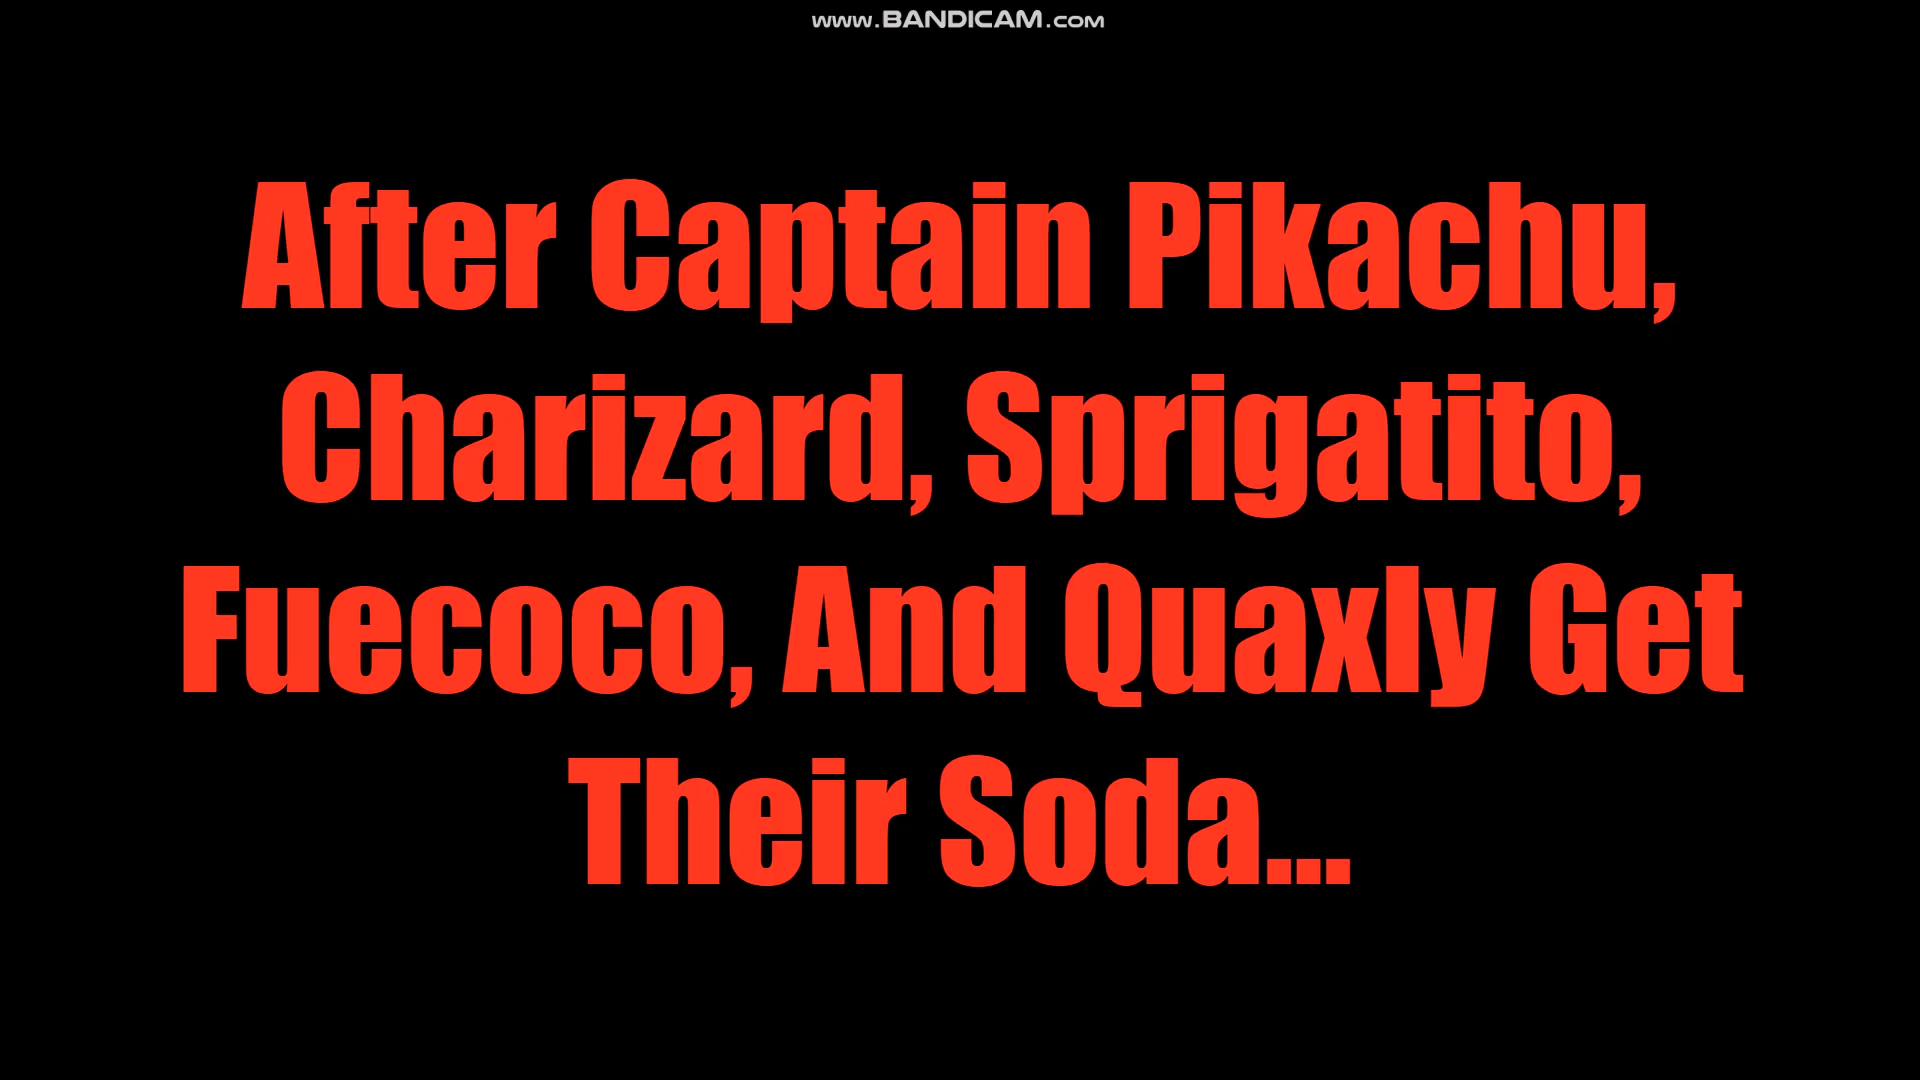 www.BANDICAM.com
After Captain Pikachu,
Charizard, Sprigatito,
Fuecoco, And Quaxly Get
Their Soda...